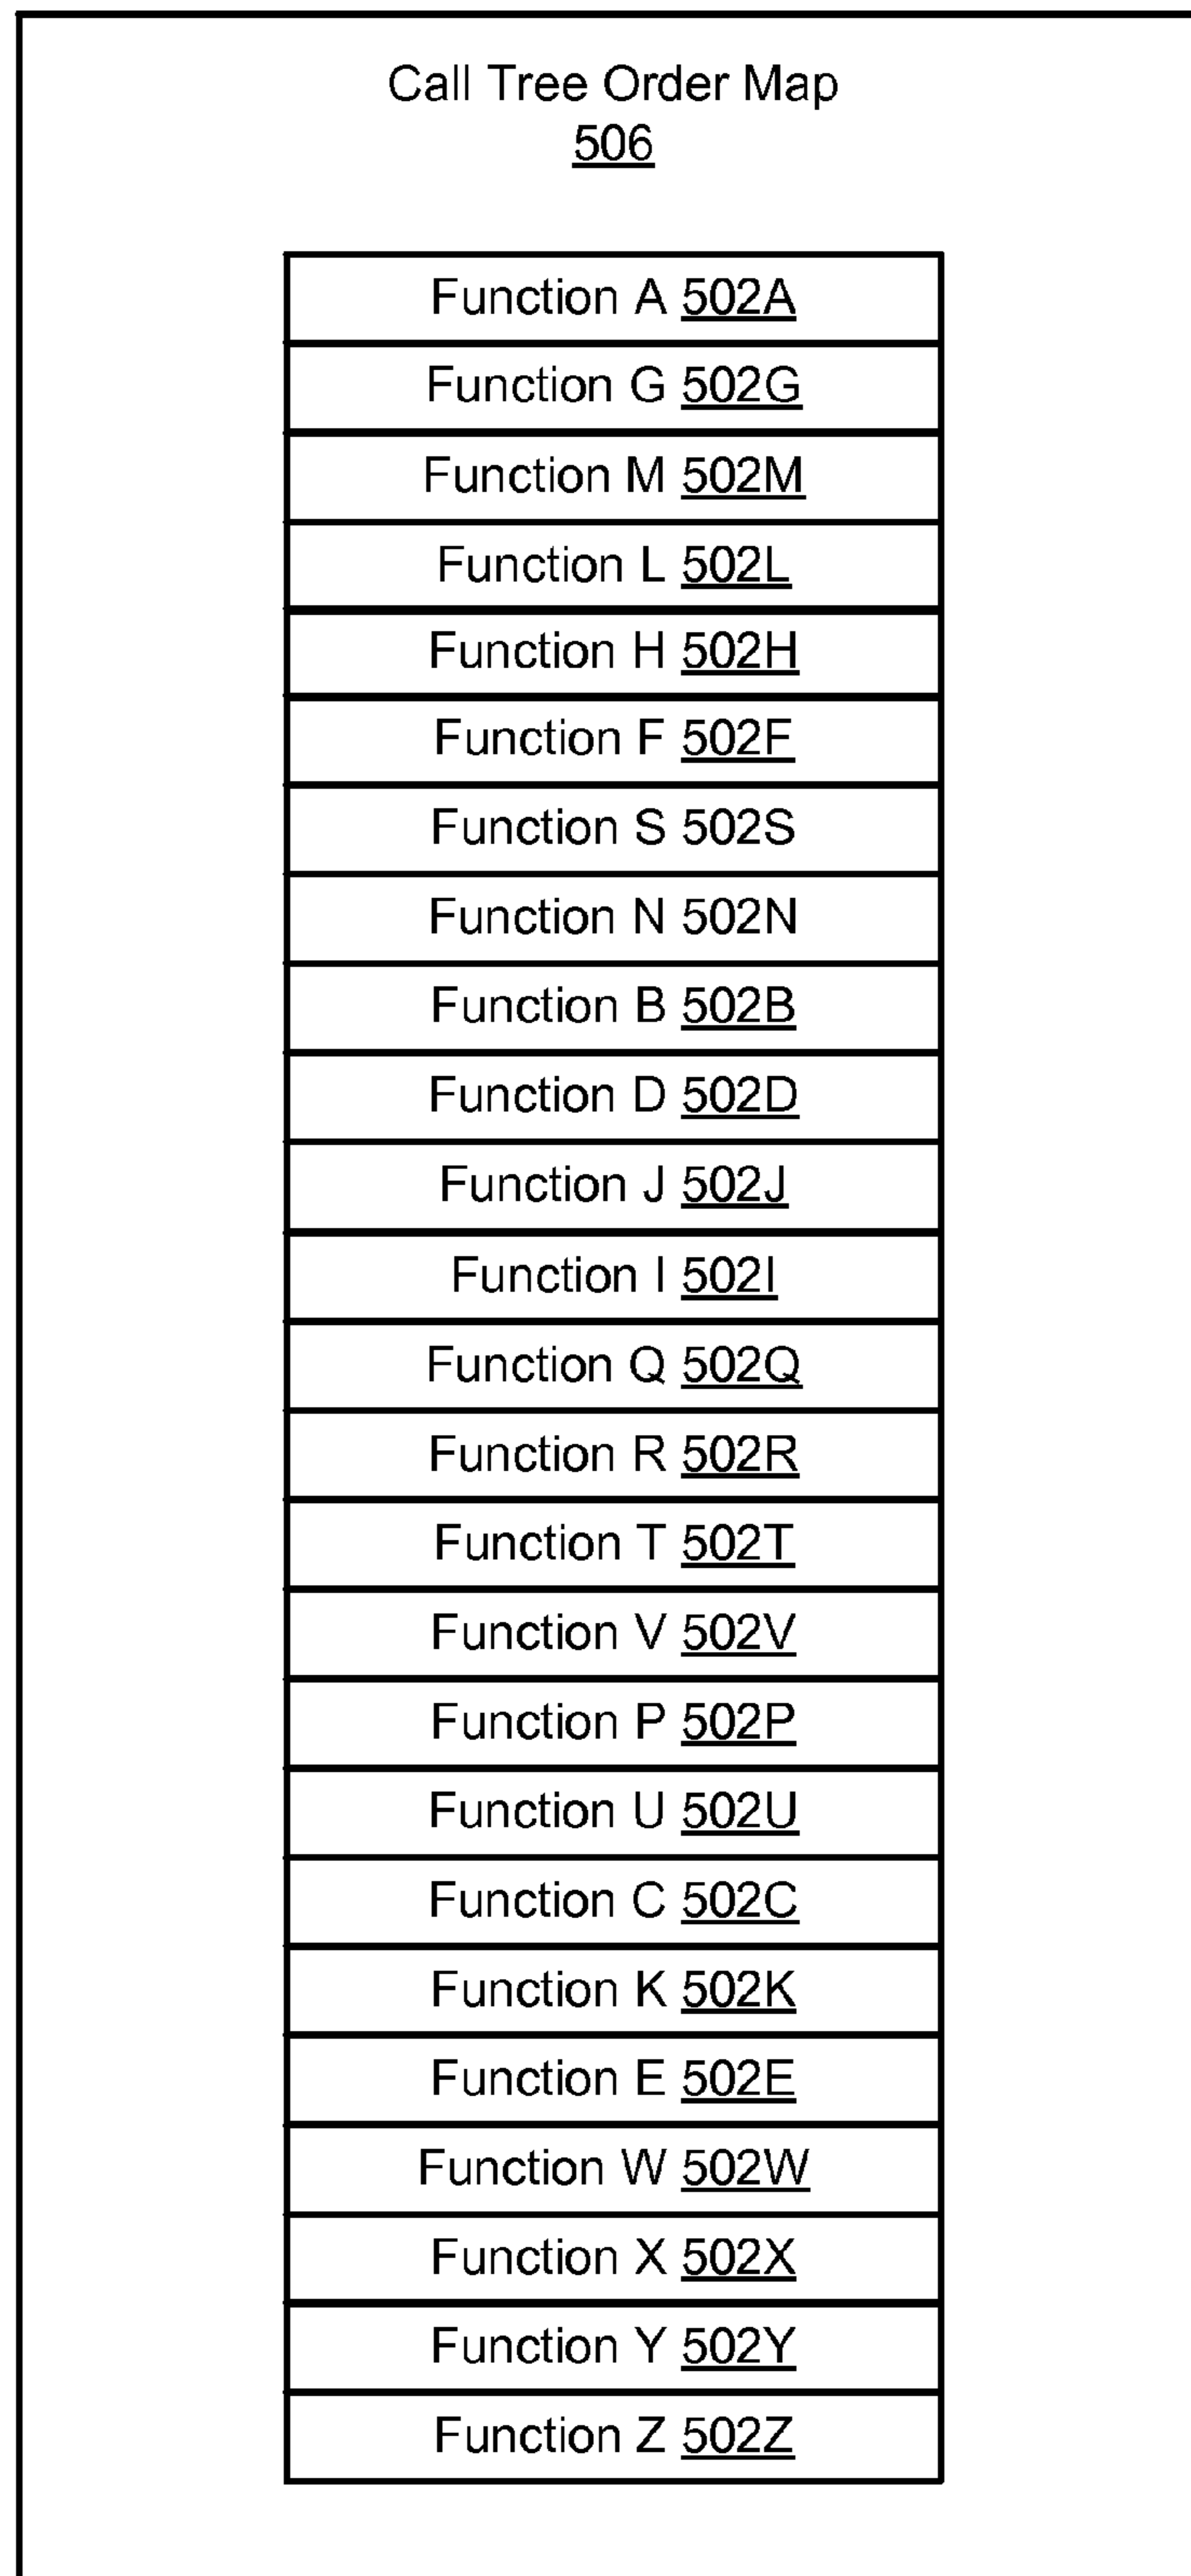 Call Tree Order Map
506
Function A 502A
Function G 502G
Function M 502M
Function L 502L
Function H 502H
Function F 502F
Function S 502S
Function N 502N
Function B 502B
Function D 502D
Function J 502J
Function I 502I
Function Q 502Q
Function R 502R
Function T 502T
Function V 502V
Function P 502P
Function U 502U
Function C 502C
Function K 502K
Function E 502E
Function W 502W
Function X 502X
Function Y 502Y
Function Z 502Z